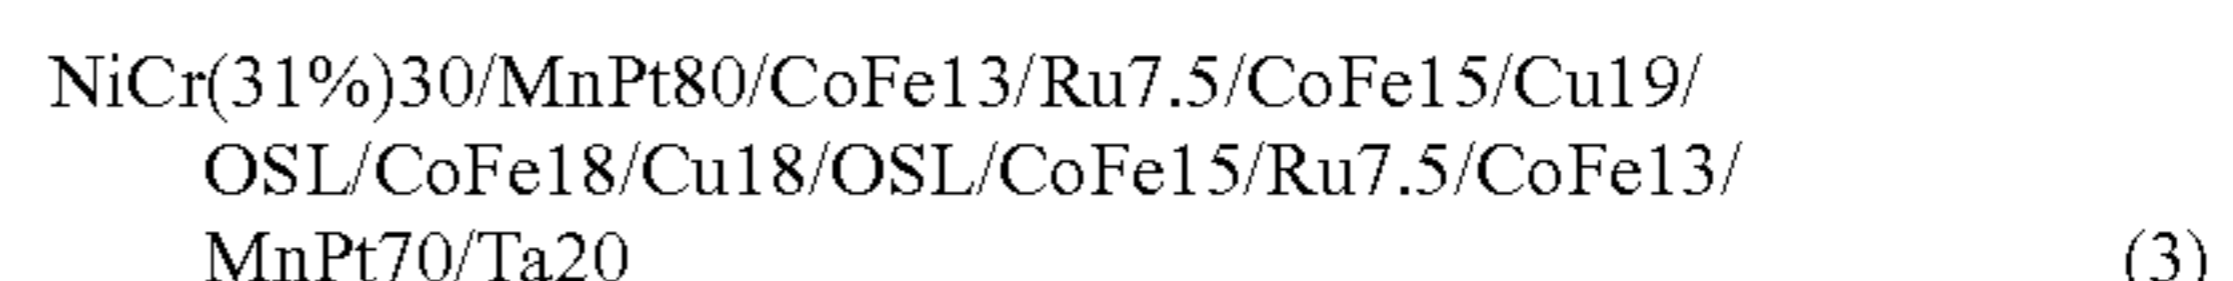 NiCr(31%)30/MnPt80/CoFe13/Ru7.5/CoFe15/Cu19/
OSL/CoFe18/Cu18/OSL/CoFe15/Ru7.5/CoFe13/
MnPt70/Ta20 (3)